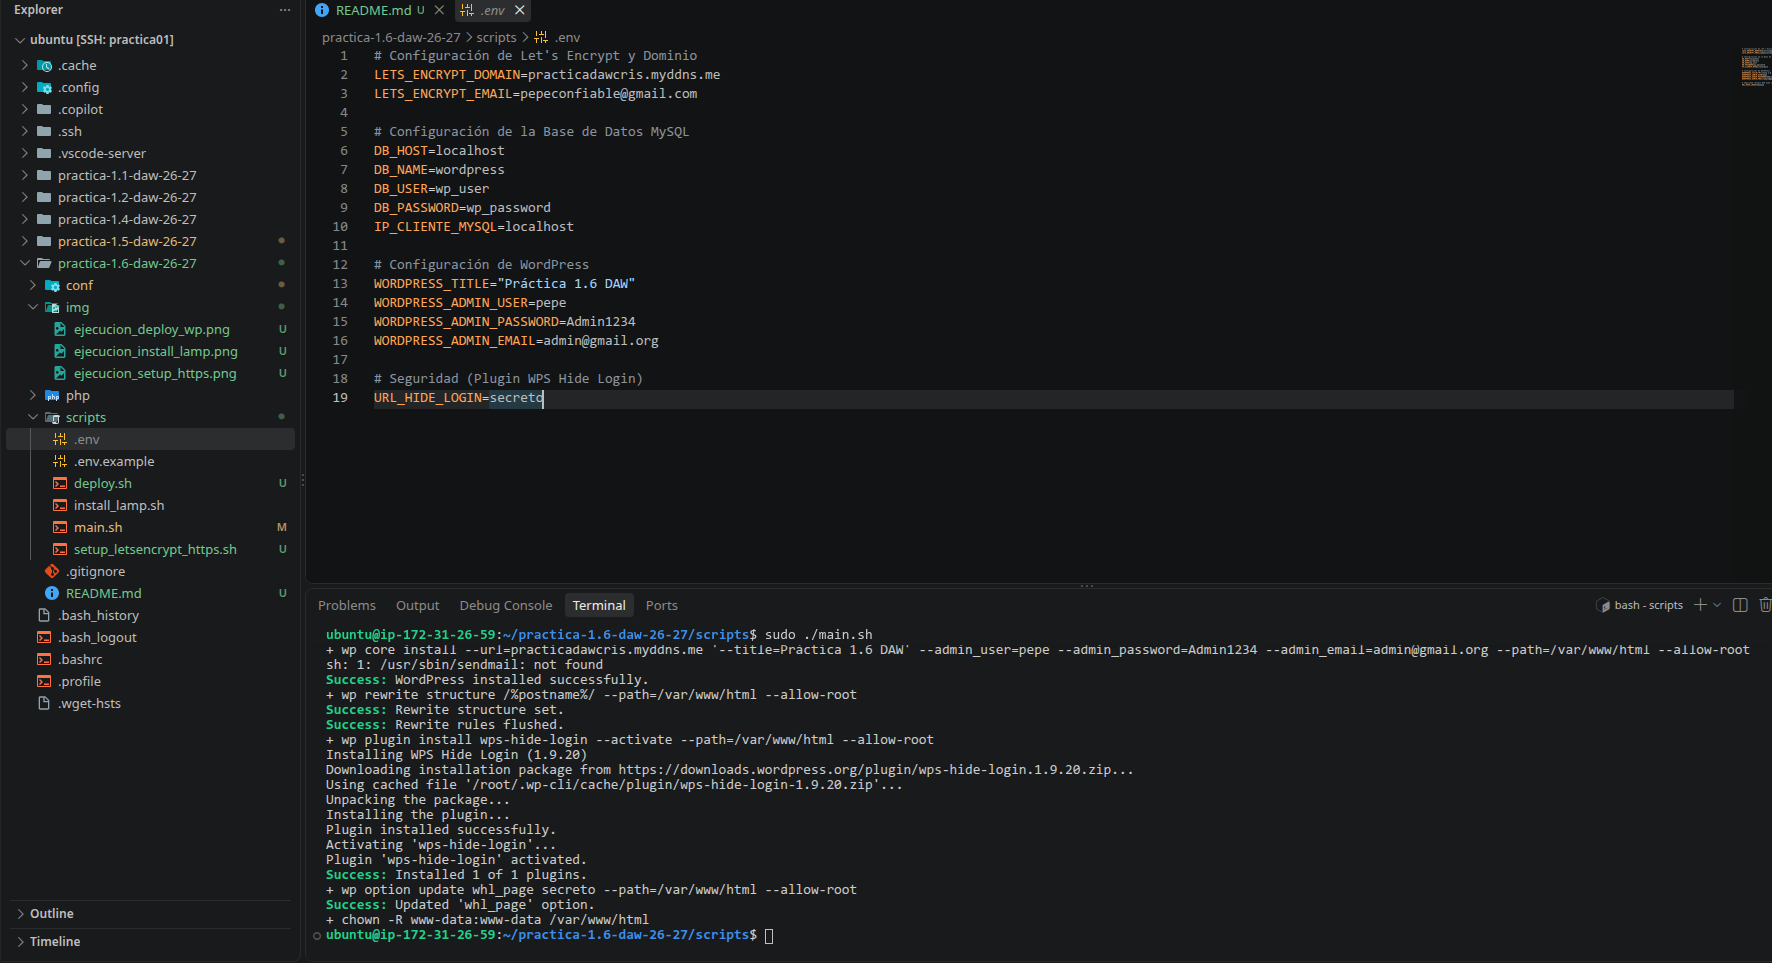 Explorer
ubuntu [SSH: practica01]
.cache
.config
.copilot
.ssh
.vscode-server
practica-1.1-daw-26-27
practica-1.2-daw-26-27
practica-1.4-daw-26-27
practica-1.5-daw-26-27
practica-1.6-daw-26-27
conf
img
ejecucion_deploy_wp.png U
ejecucion_install_lamp.png U
ejecucion_setup_https.png U
php
scripts
.env
.env.example
deploy.sh U
install_lamp.sh
main.sh M
setup_letsencrypt_https.sh U
.gitignore
README.md U
.bash_history
.bash_logout
.bashrc
.profile
.wget-hsts
Outline
Timeline
README.md U .env
practica-1.6-daw-26-27 > scripts > .env
1 # Configuración de Let's Encrypt y Dominio
2 LETS_ENCRYPT_DOMAIN=practicadawcris.myddns.me
3 LETS_ENCRYPT_EMAIL=pepeconfiable@gmail.com
4
5 # Configuración de la Base de Datos MySQL
6 DB_HOST=localhost
7 DB_NAME=wordpress
8 DB_USER=wp_user
9 DB_PASSWORD=wp_password
10 IP_CLIENTE_MYSQL=localhost
11
12 # Configuración de WordPress
13 WORDPRESS_TITLE="Práctica 1.6 DAW"
14 WORDPRESS_ADMIN_USER=pepe
15 WORDPRESS_ADMIN_PASSWORD=Admin1234
16 WORDPRESS_ADMIN_EMAIL=admin@gmail.org
17
18 # Seguridad (Plugin WPS Hide Login)
19 URL_HIDE_LOGIN=secreto
Problems Output Debug Console Terminal Ports bash - scripts
ubuntu@ip-172-31-26-59:~/practica-1.6-daw-26-27/scripts$ sudo ./main.sh
+ wp core install --url=practicadawcris.myddns.me '--title=Práctica 1.6 DAW' --admin_user=pepe --admin_password=Admin1234 --admin_email=admin@gmail.org --path=/var/www/html --allow-root
sh: 1: /usr/sbin/sendmail: not found
Success: WordPress installed successfully.
+ wp rewrite structure /%postname%/ --path=/var/www/html --allow-root
Success: Rewrite structure set.
Success: Rewrite rules flushed.
+ wp plugin install wps-hide-login --activate --path=/var/www/html --allow-root
Installing WPS Hide Login (1.9.20)
Downloading installation package from https://downloads.wordpress.org/plugin/wps-hide-login.1.9.20.zip...
Using cached file '/root/.wp-cli/cache/plugin/wps-hide-login-1.9.20.zip'...
Unpacking the package...
Installing the plugin...
Plugin installed successfully.
Activating 'wps-hide-login'...
Plugin 'wps-hide-login' activated.
Success: Installed 1 of 1 plugins.
+ wp option update whl_page secreto --path=/var/www/html --allow-root
Success: Updated 'whl_page' option.
+ chown -R www-data:www-data /var/www/html
ubuntu@ip-172-31-26-59:~/practica-1.6-daw-26-27/scripts$